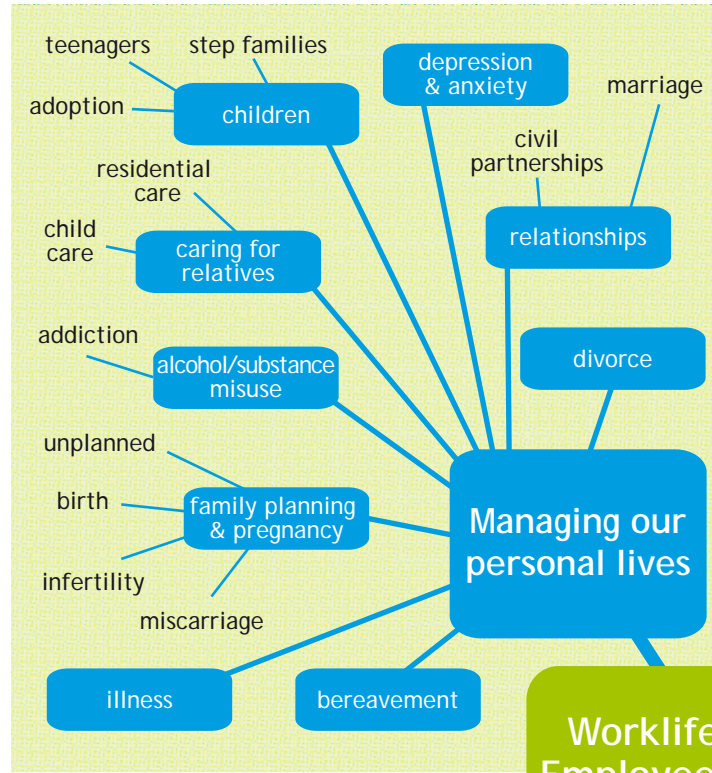 teenagers
step families
adoption
children
depression
& anxiety
marriage
civil
partnerships
relationships
residential
care
child
care
caring for
relatives
divorce
addiction
alcohol/substance
misuse
unplanned
birth
family planning
& pregnancy
infertility
miscarriage
Managing our
personal lives
illness
bereavement
Worklife
Employee